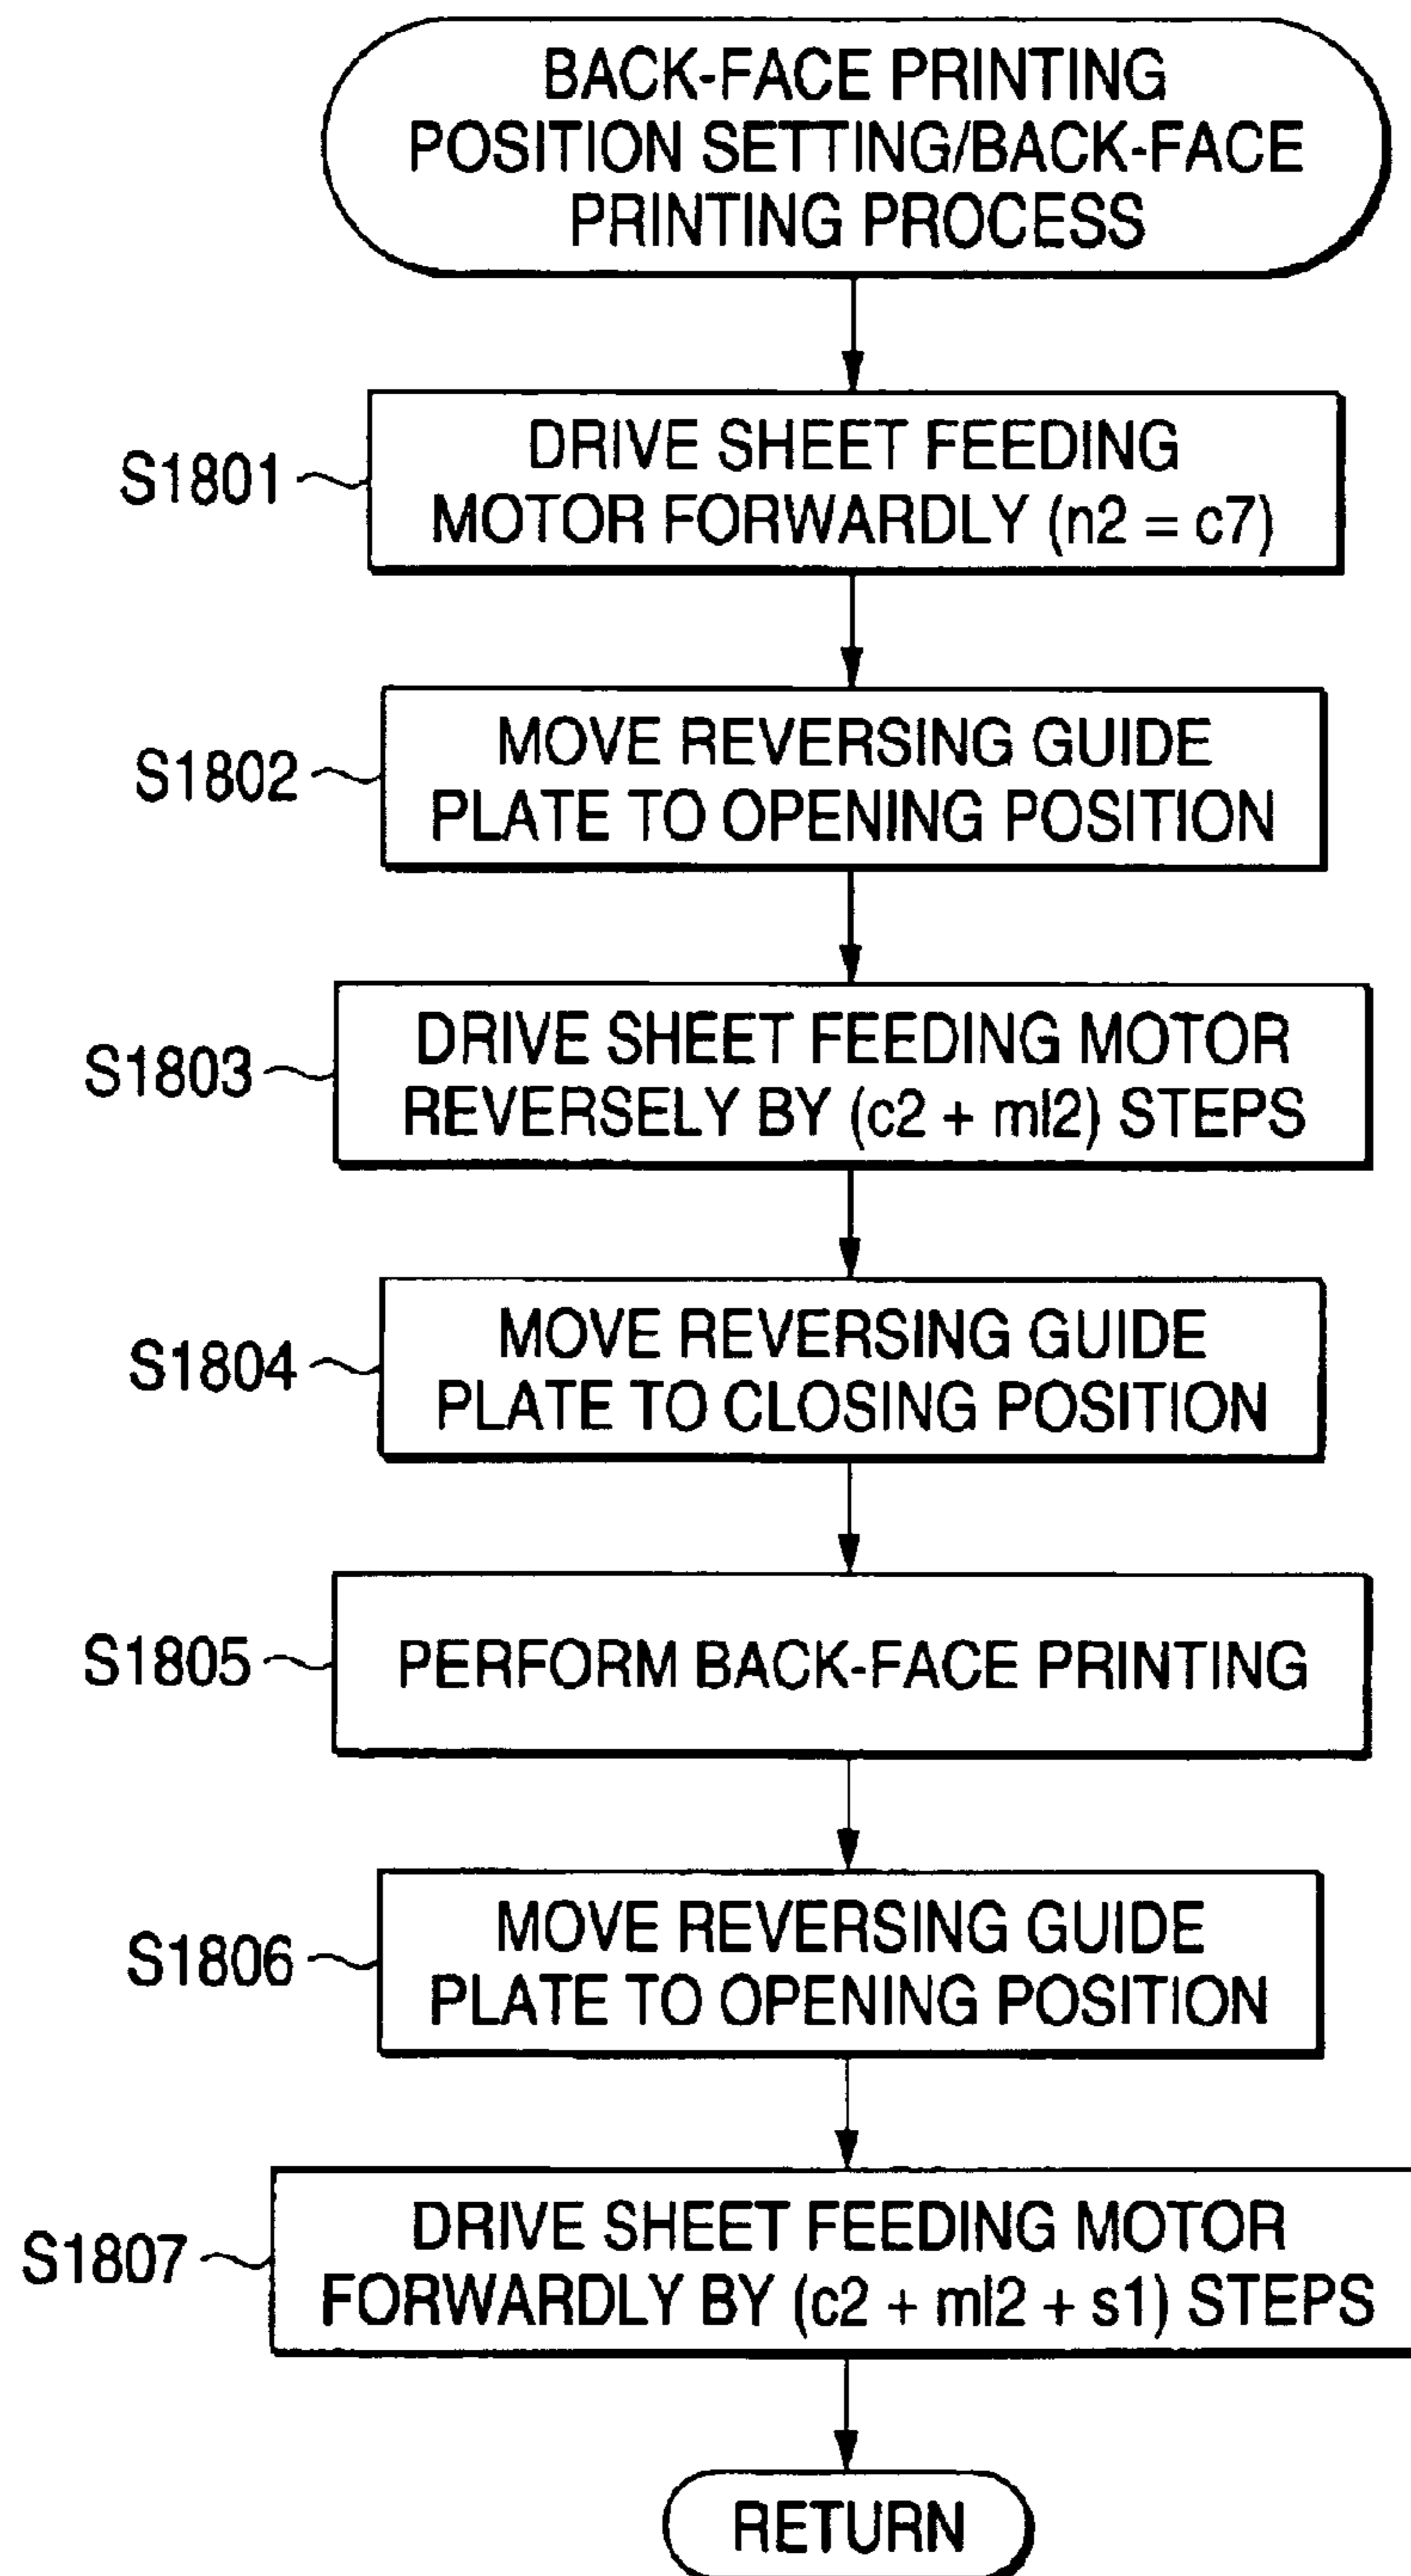 BACK-FACE PRINTING
POSITION SETTING/BACK-FACE
PRINTING PROCESS
S1801
DRIVE SHEET FEEDING
MOTOR FORWARDLY (n2 = c7)
S1802
MOVE REVERSING GUIDE
PLATE TO OPENING POSITION
S1803
DRIVE SHEET FEEDING MOTOR
REVERSELY BY (c2 + ml2) STEPS
S1804
MOVE REVERSING GUIDE
PLATE TO CLOSING POSITION
S1805
PERFORM BACK-FACE PRINTING
S1806
MOVE REVERSING GUIDE
PLATE TO OPENING POSITION
S1807
DRIVE SHEET FEEDING MOTOR
FORWARDLY BY (c2 + ml2 + s1) STEPS
RETURN